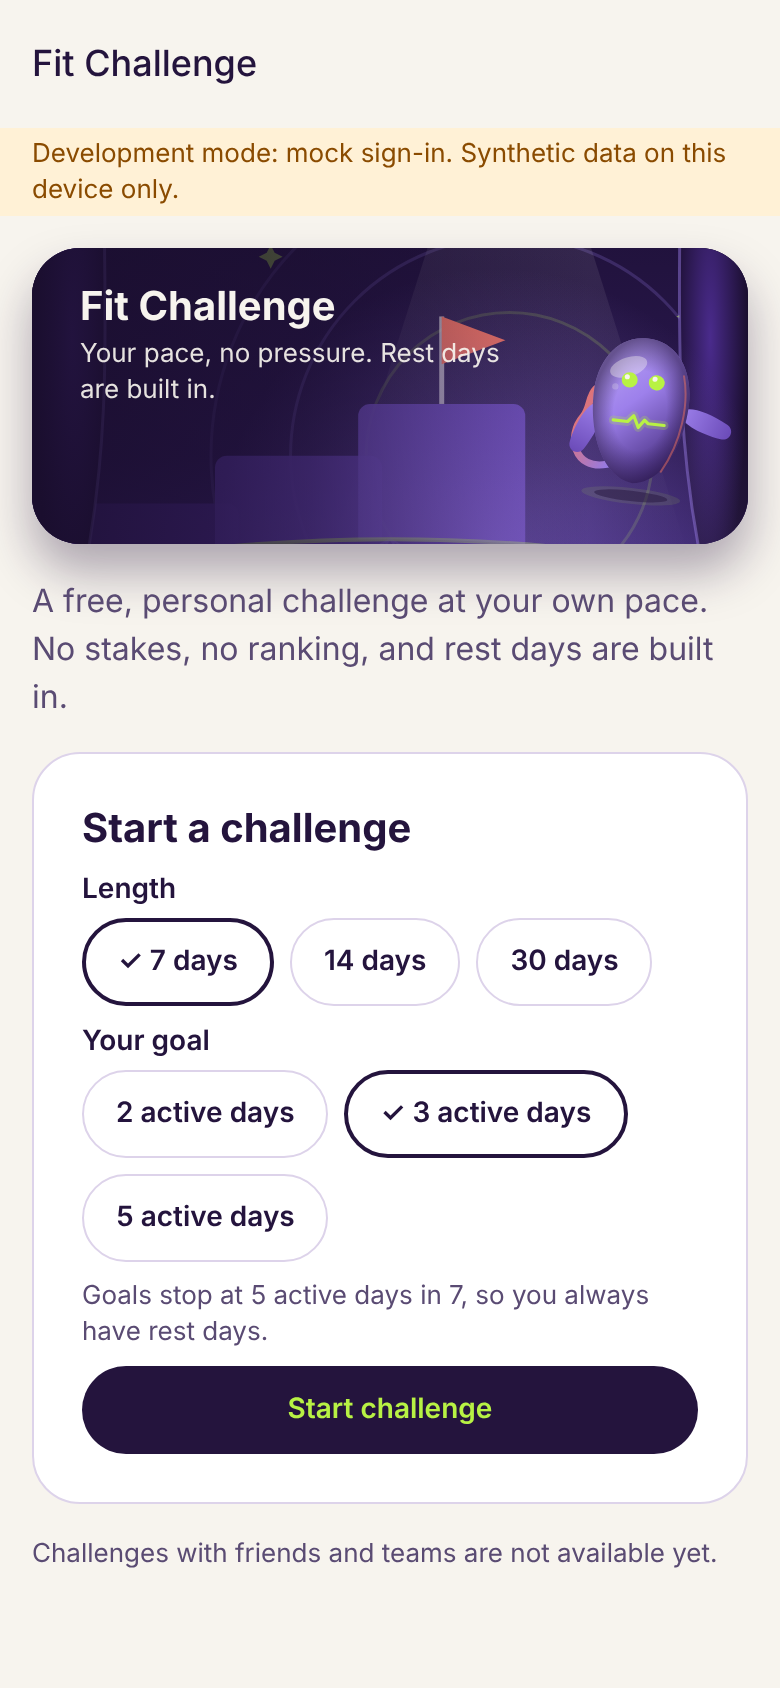 Fit Challenge
Development mode: mock sign-in. Synthetic data on this
device only.
Fit Challenge
Your pace, no pressure. Rest days
are built in.
A free, personal challenge at your own pace.
No stakes, no ranking, and rest days are built
in.
Start a challenge
Length
✓ 7 days
14 days
30 days
Your goal
2 active days
✓ 3 active days
5 active days
Goals stop at 5 active days in 7, so you always
have rest days.
Start challenge
Challenges with friends and teams are not available yet.